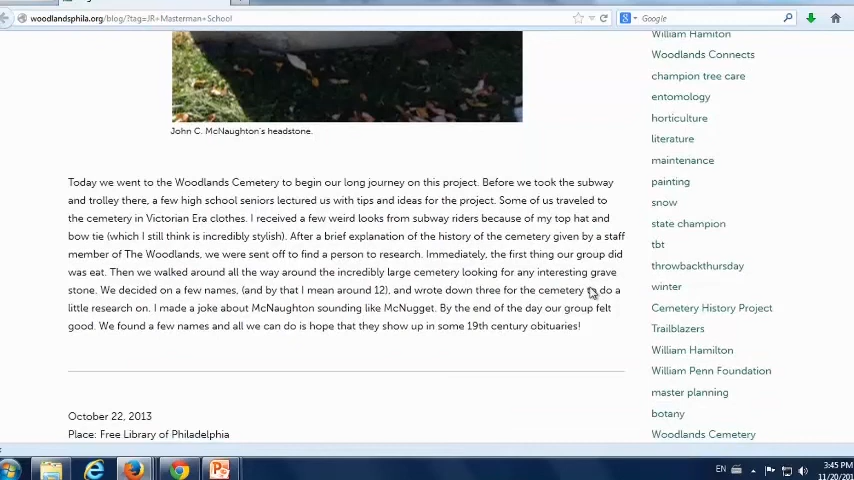 woodlandsphila.org/blog/?tag=JR+Masterman+School
Google
John C. McNaughton's headstone.
Today we went to the Woodlands Cemetery to begin our long journey on this project. Before we took the subway
and trolley there, a few high school seniors lectured us with tips and ideas for the project. Some of us traveled to
the cemetery in Victorian Era clothes. I received a few weird looks from subway riders because of my top hat and
bow tie (which I still think is incredibly stylish). After a brief explanation of the history of the cemetery given by a staff
member of The Woodlands, we were sent off to find a person to research. Immediately, the first thing our group did
was eat. Then we walked around all the way around the incredibly large cemetery looking for any interesting grave
stone. We decided on a few names, (and by that I mean around 12), and wrote down three for the cemetery to do a
little research on. I made a joke about McNaughton sounding like McNugget. By the end of the day our group felt
good. We found a few names and all we can do is hope that they show up in some 19th century obituaries!
October 22, 2013
Place: Free Library of Philadelphia
William Hamiton
Woodlands Connects
champion tree care
entomology
horticulture
literature
maintenance
painting
snow
state champion
tbt
throwbackthursday
winter
Cemetery History Project
Trailblazers
William Hamilton
William Penn Foundation
master planning
botany
Woodlands Cemetery
EN
3:45 PM